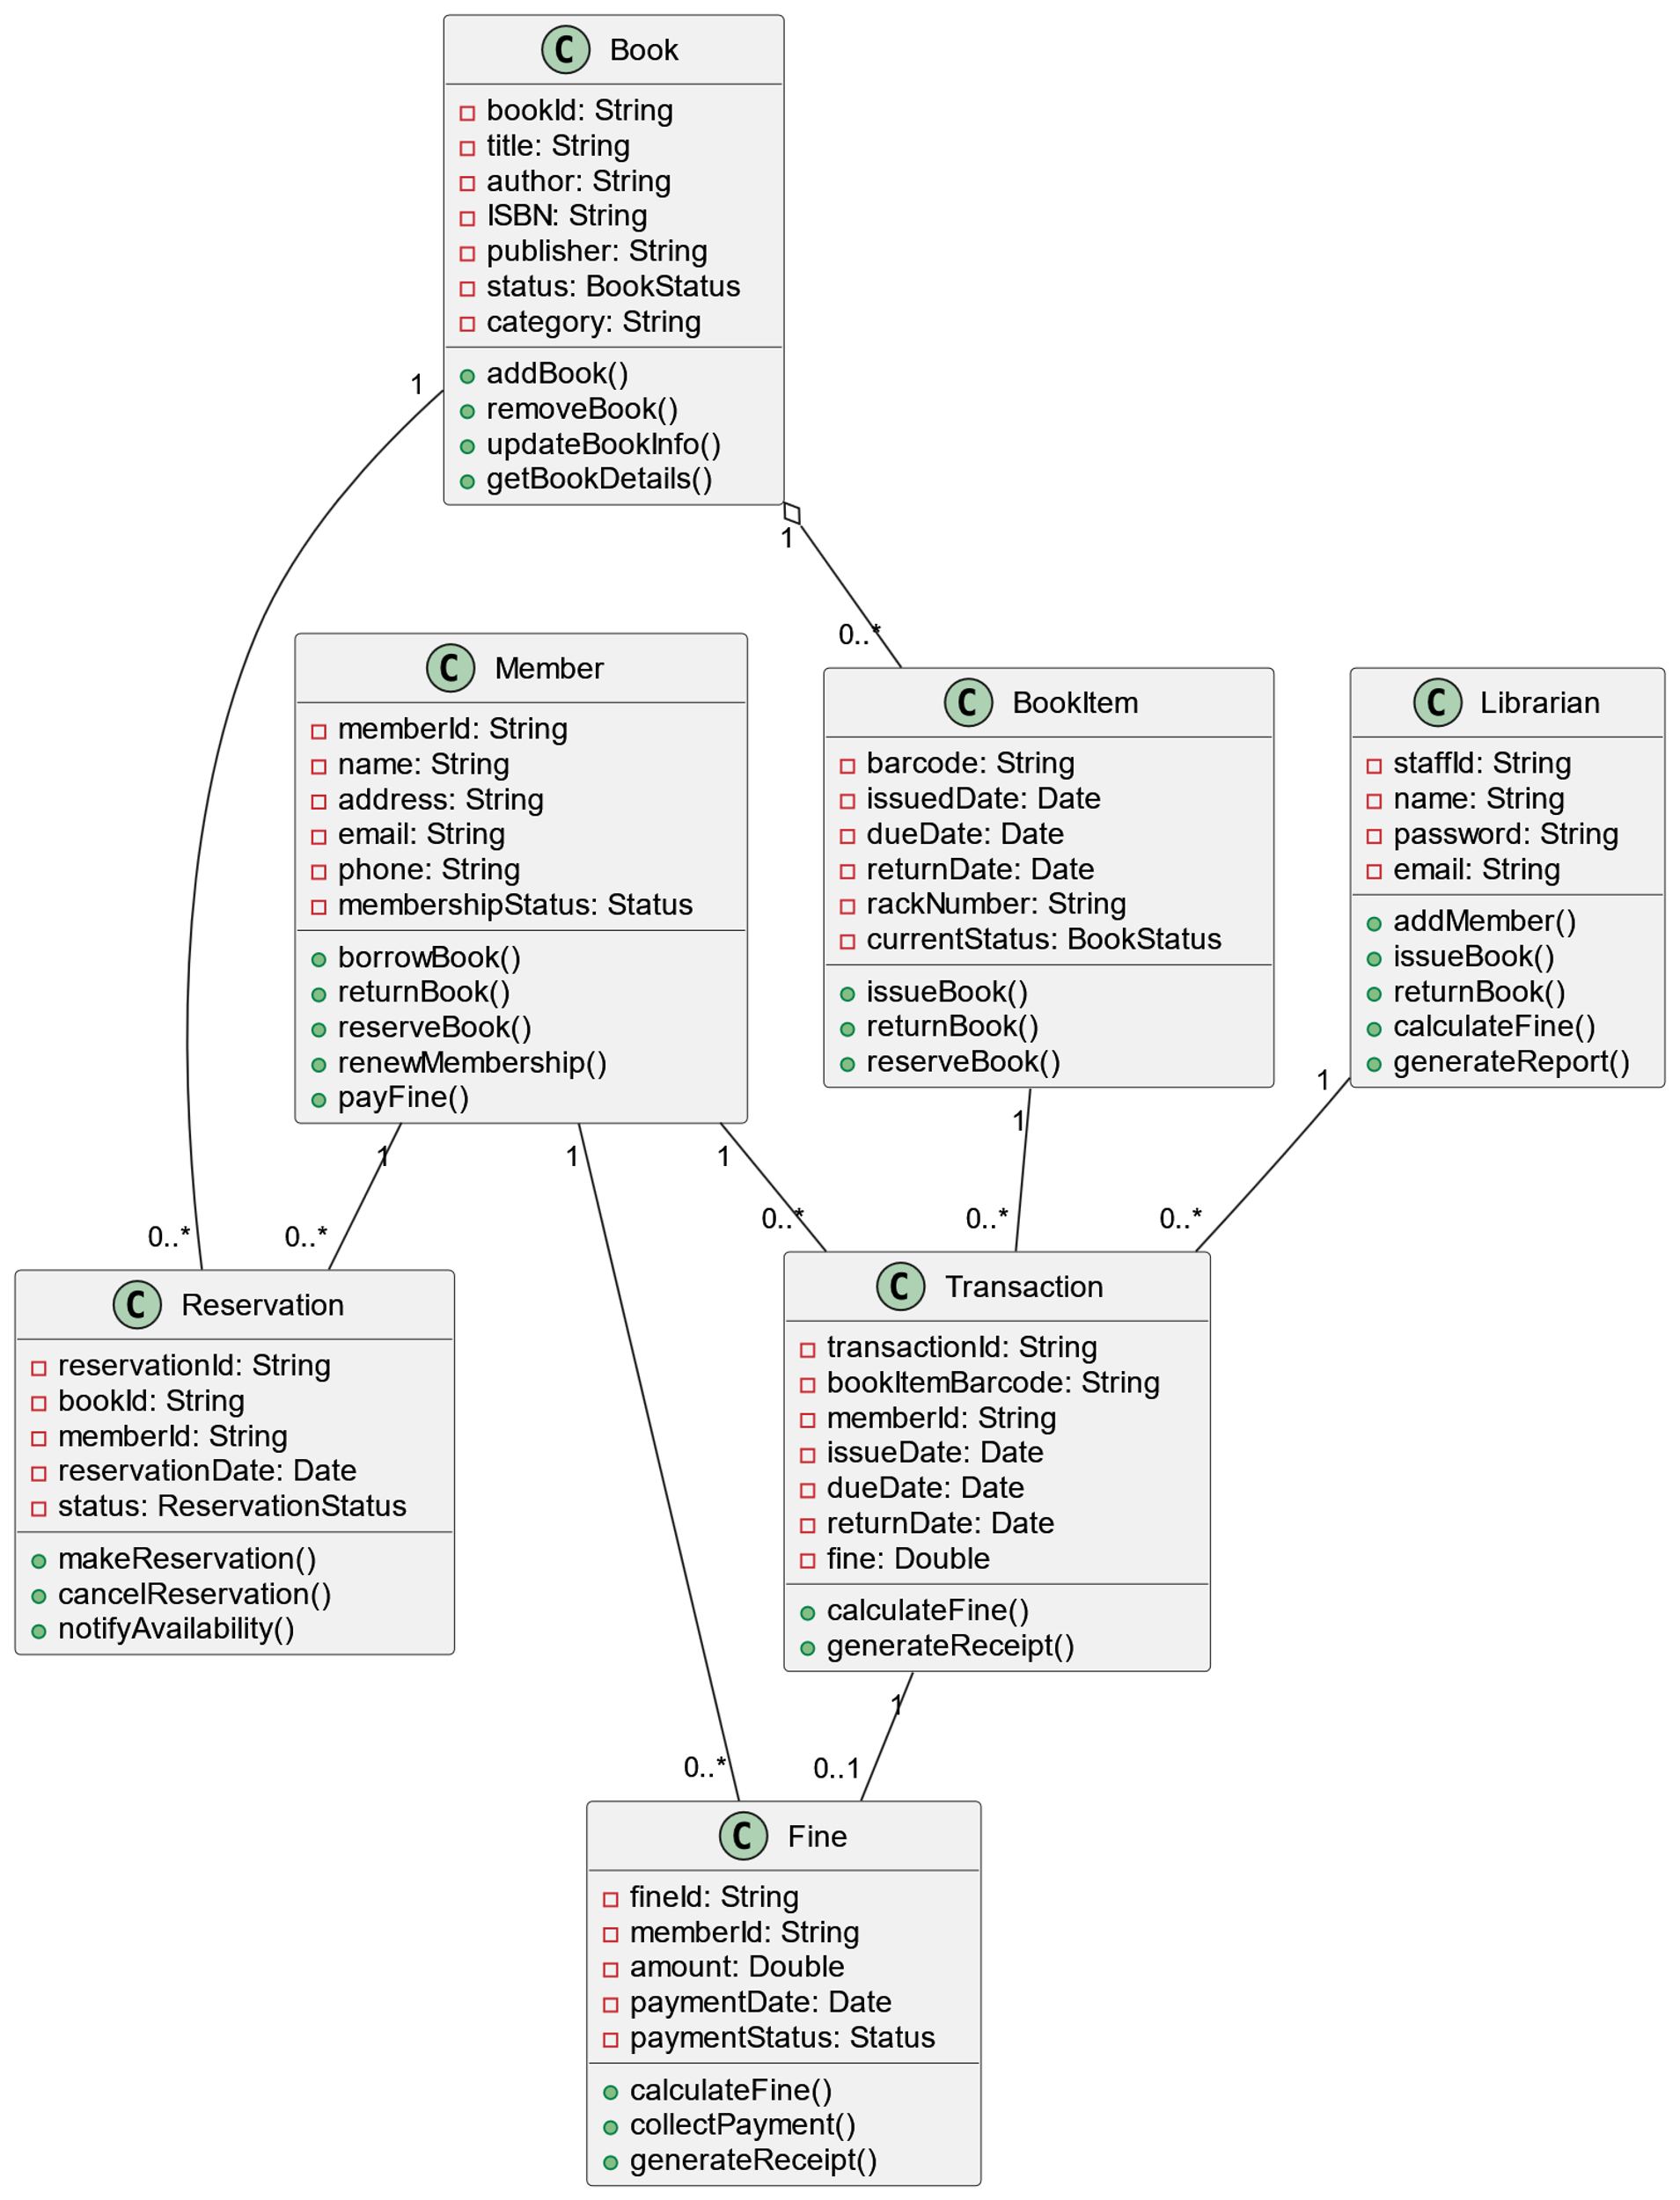 C Book
bookId: String
title: String
author: String
ISBN: String
publisher: String
status: BookStatus
category: String
addBook()
removeBook()
updateBookInfo()
getBookDetails()
1
1
0..*
C Member
memberId: String
name: String
address: String
email: String
phone: String
membershipStatus: Status
borrowBook()
returnBook()
reserveBook()
renewMembership()
payFine()
C BookItem
barcode: String
issuedDate: Date
dueDate: Date
returnDate: Date
rackNumber: String
currentStatus: BookStatus
issueBook()
returnBook()
reserveBook()
C Librarian
staffId: String
name: String
password: String
email: String
addMember()
issueBook()
returnBook()
calculateFine()
generateReport()
1
1
1
1
1
0..*
0..*
0..*
0..*
0..*
C Reservation
reservationId: String
bookId: String
memberId: String
reservationDate: Date
status: ReservationStatus
makeReservation()
cancelReservation()
notifyAvailability()
C Transaction
transactionId: String
bookItemBarcode: String
memberId: String
issueDate: Date
dueDate: Date
returnDate: Date
fine: Double
calculateFine()
generateReceipt()
1
0..*
0..1
C Fine
fineId: String
memberId: String
amount: Double
paymentDate: Date
paymentStatus: Status
calculateFine()
collectPayment()
generateReceipt()